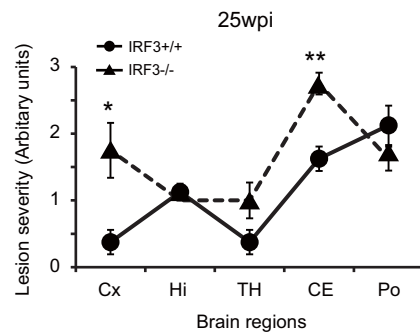 25wpi
IRF3+/+
IRF3-/-
Lesion severity (Arbitary units)
3
2
1
0
*
**
Cx Hi TH CE Po
Brain regions